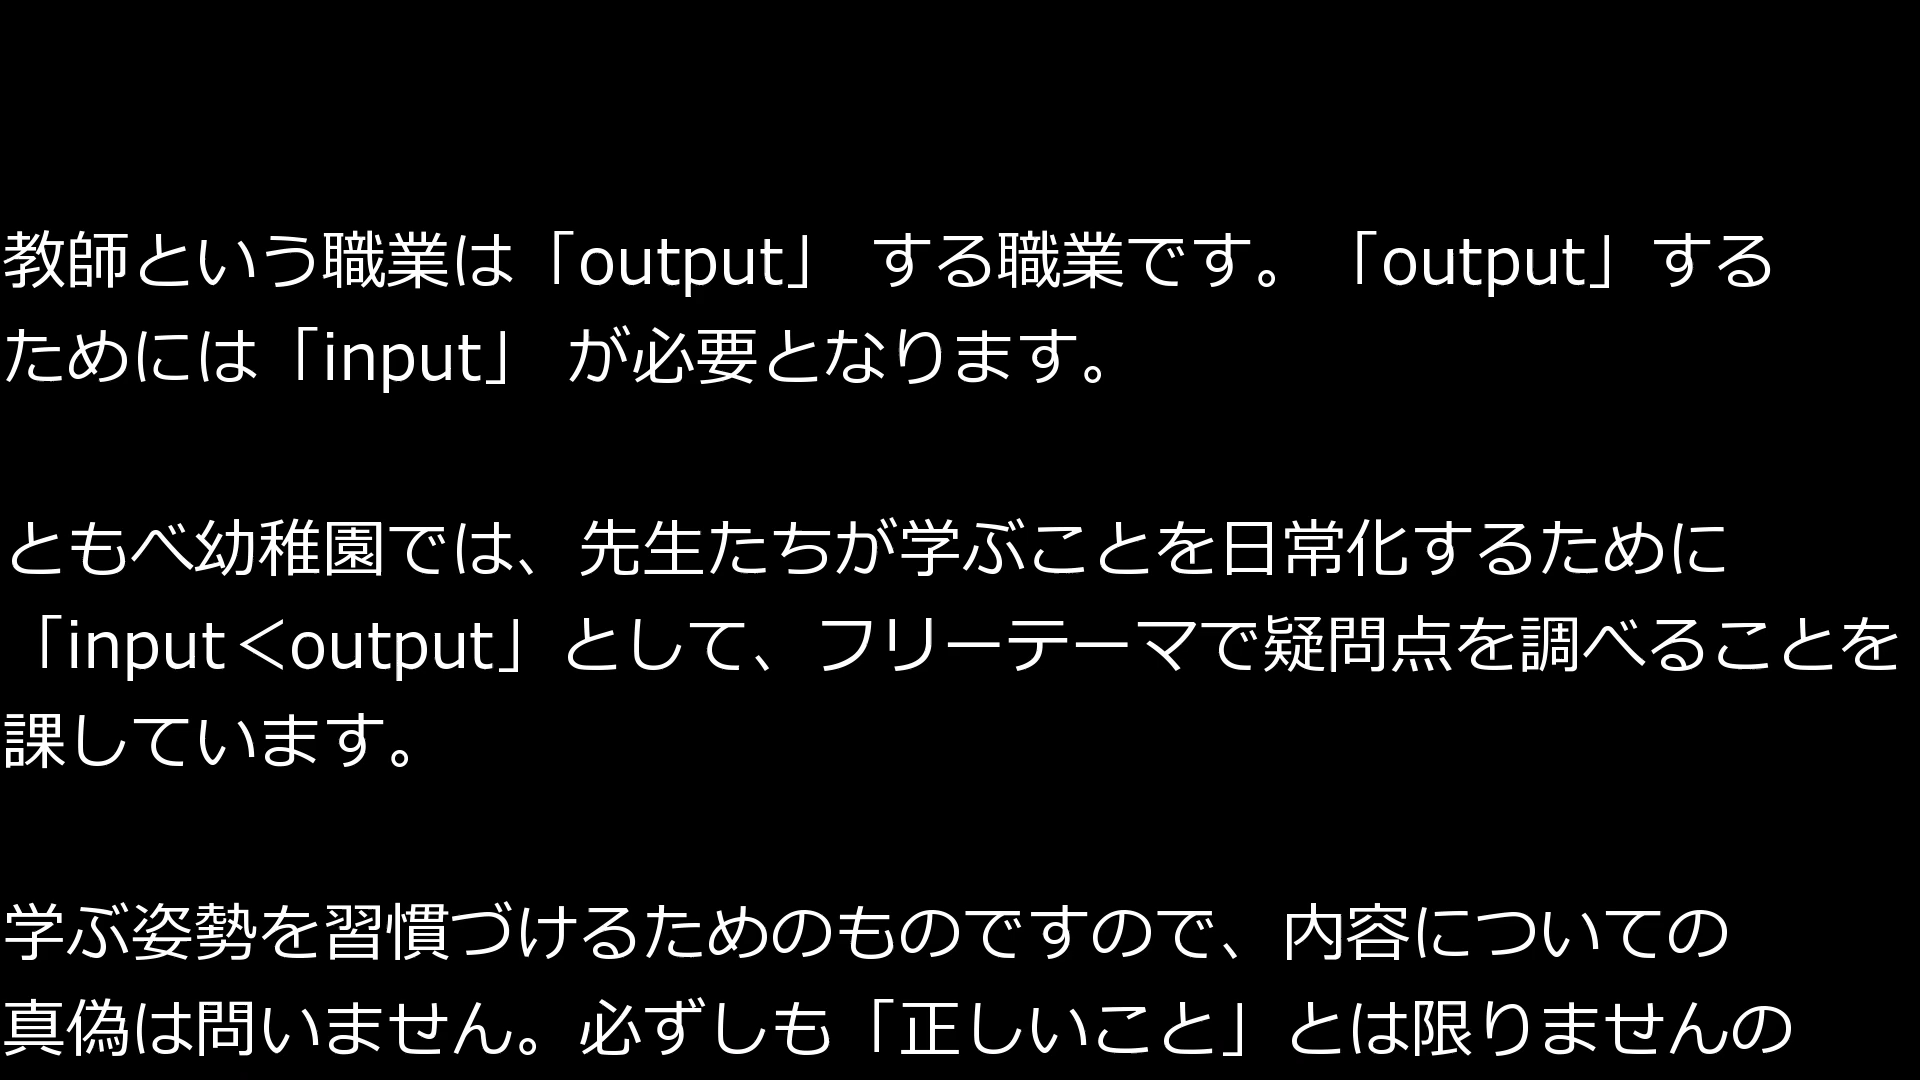 教師という職業は「output」 する職業です。「output」する
ためには「input」 が必要となります。
ともべ幼稚園では、先生たちが学ぶことを日常化するために
「input＜output」として、フリーテーマで疑問点を調べることを
課しています。
学ぶ姿勢を習慣づけるためのものですので、内容についての
真偽は問いません。必ずしも「正しいこと」とは限りませんの